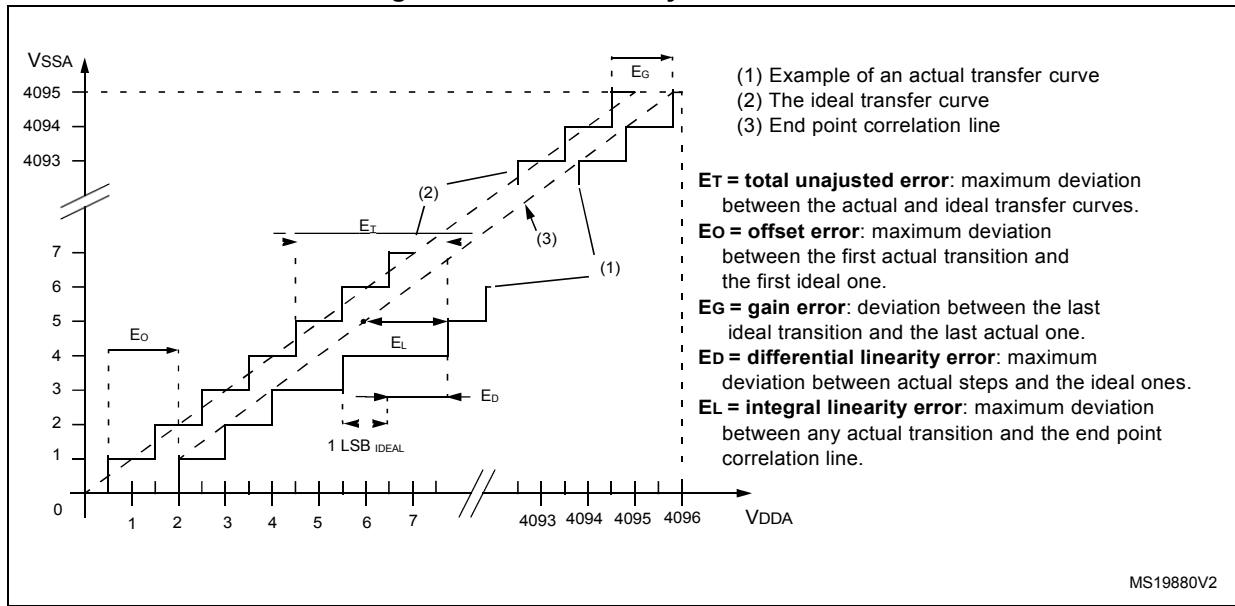 VSSA
EG
4095
4094
4093
(1) Example of an actual transfer curve
(2) The ideal transfer curve
(3) End point correlation line
(2)
ET
(3)
(1)
7
6
5
4
3
2
1
0
EO
EL
ED
1 LSB IDEAL
ET = total unajusted error: maximum deviation
between the actual and ideal transfer curves.
EO = offset error: maximum deviation
between the first actual transition and
the first ideal one.
EG = gain error: deviation between the last
ideal transition and the last actual one.
ED = differential linearity error: maximum
deviation between actual steps and the ideal ones.
EL = integral linearity error: maximum deviation
between any actual transition and the end point
correlation line.
1 2 3 4 5 6 7 4093 4094 4095 4096
VDDA
MS19880V2